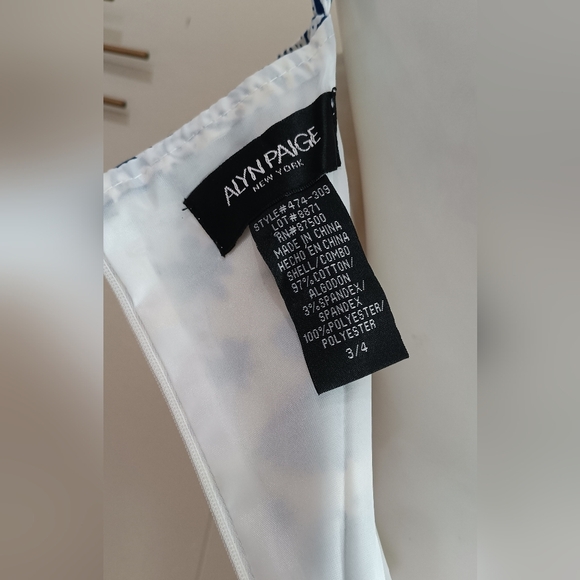 ALYN PAIGE
NEW YORK
STYLE#474-309
LOT#8871
RN#87500
MADE IN CHINA
HECHO EN CHINA
SHELL/COMBO
97%COTTON/
ALGODON
3%SPANDEX/
SPANDEX
100%POLYESTER/
POLYESTER
3/4